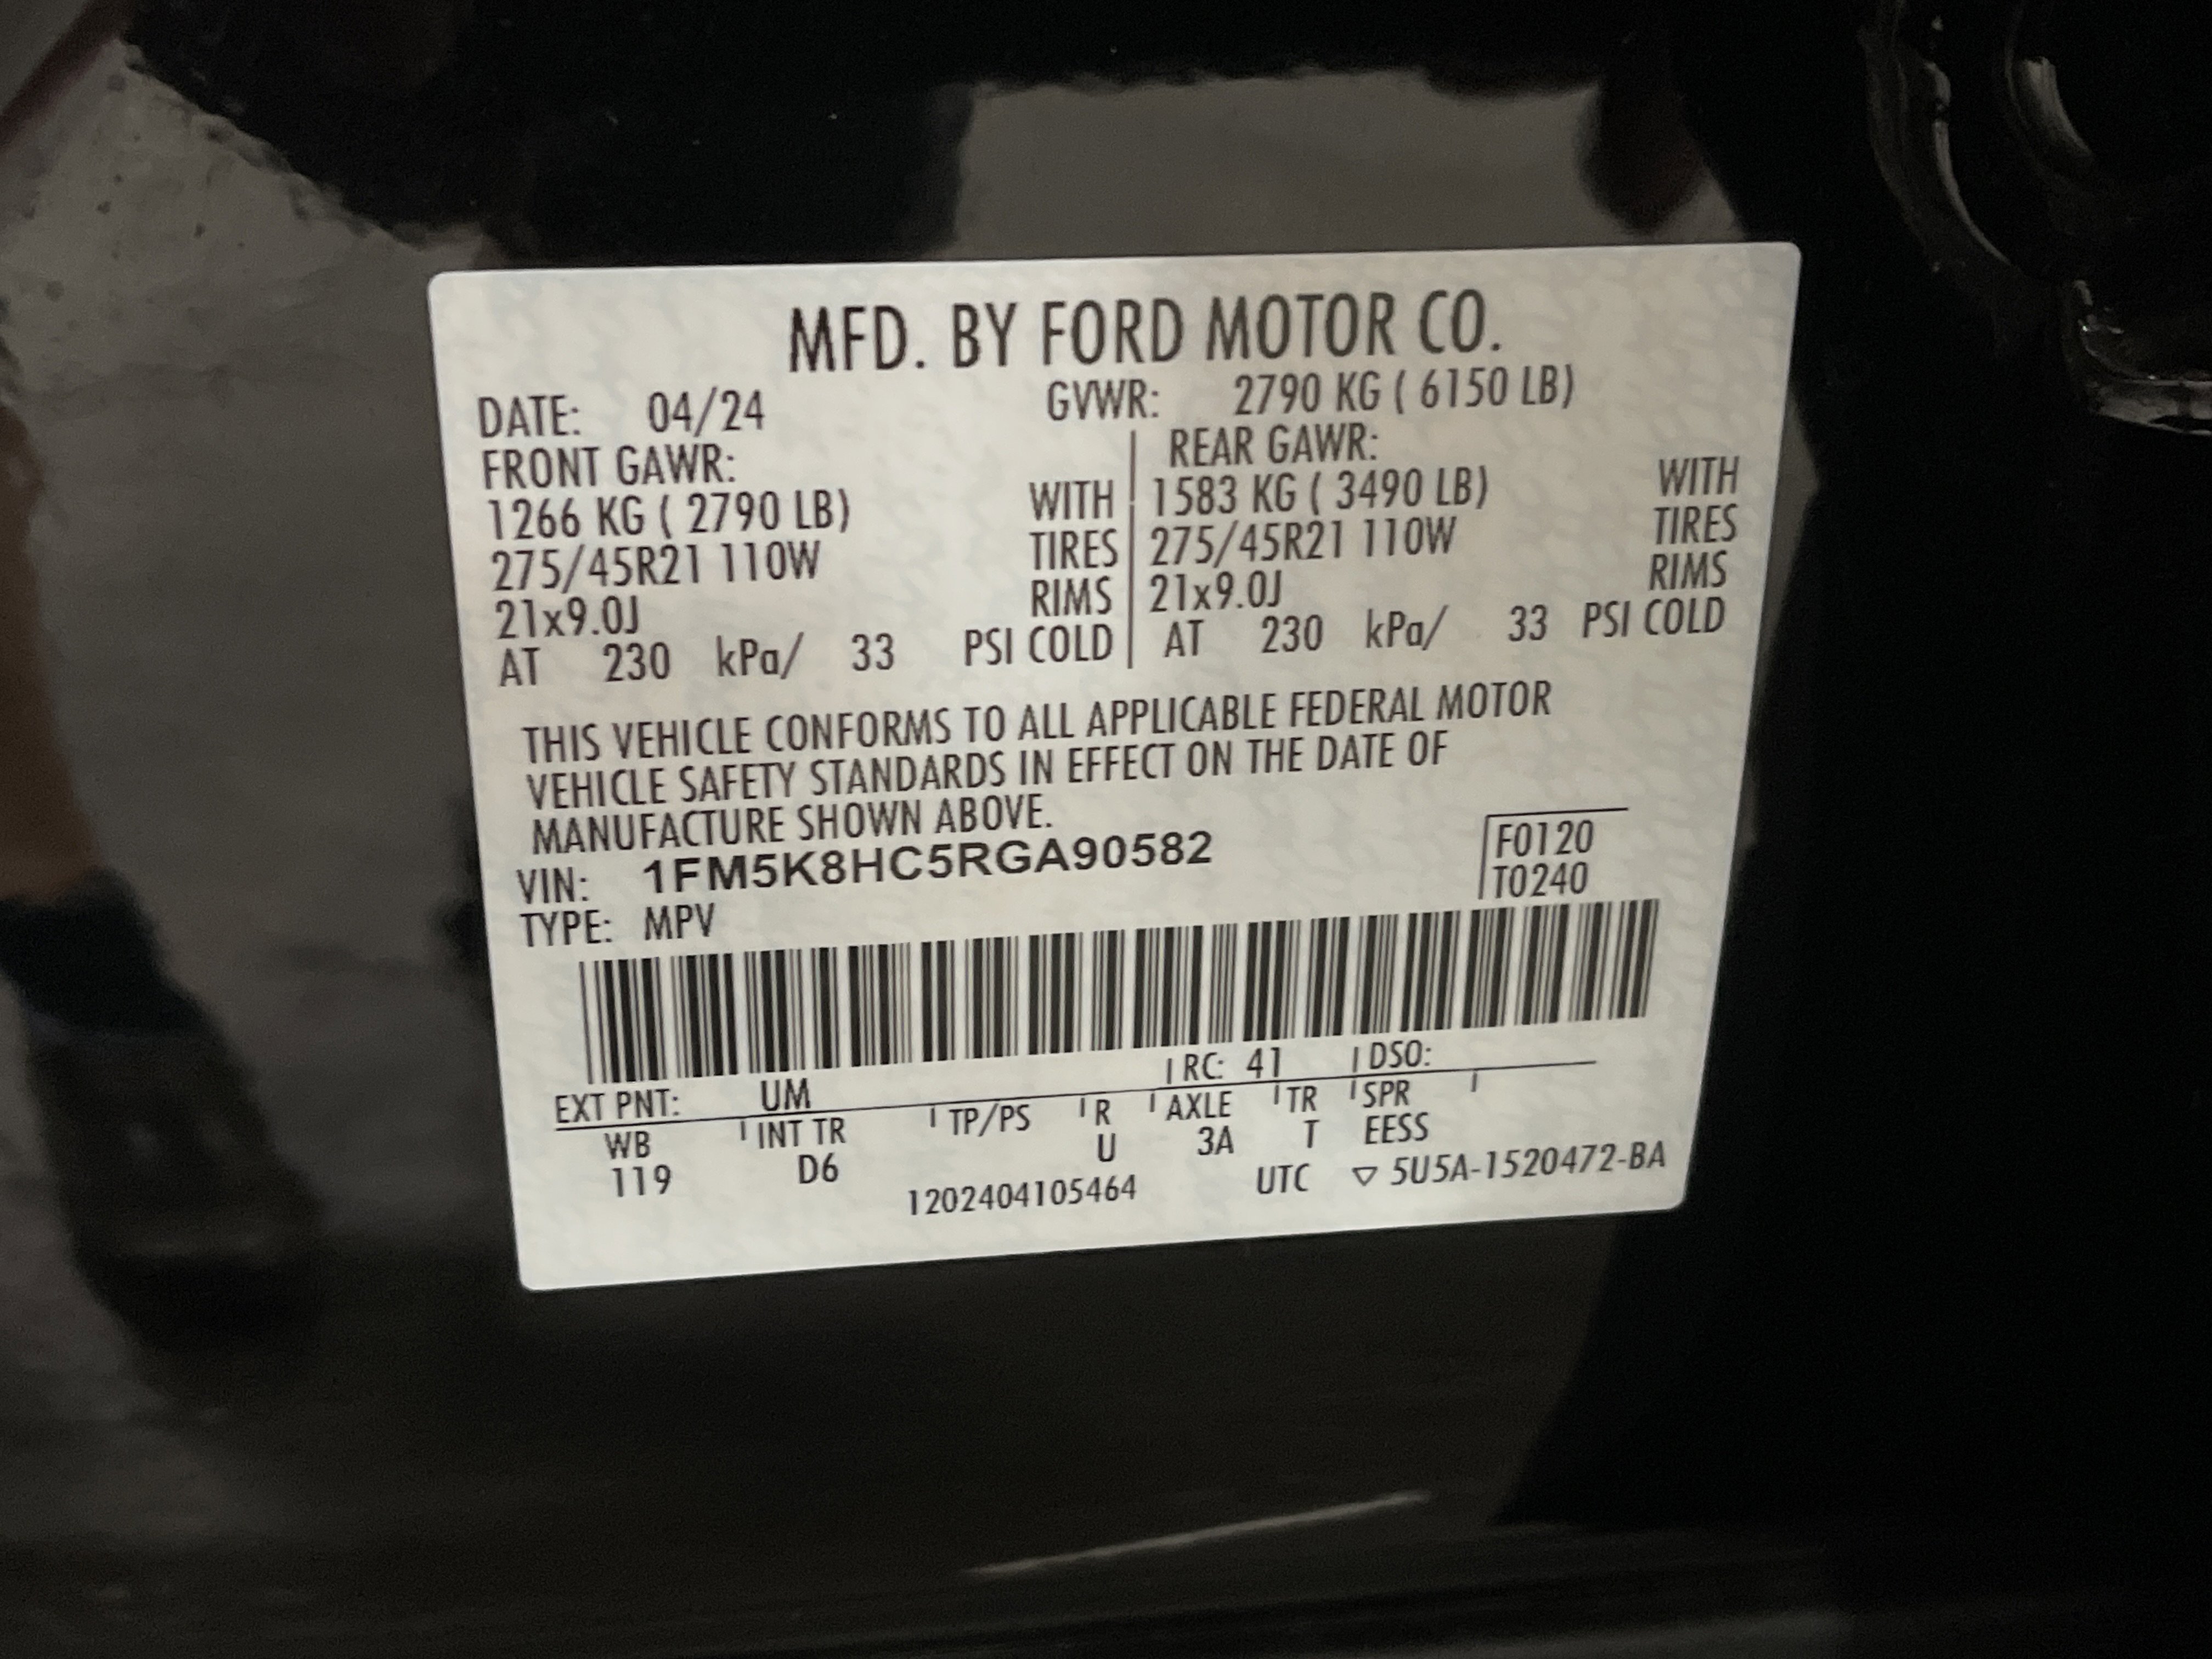 MFD. BY FORD MOTOR CO.
DATE: 04/24 GVWR: 2790 KG ( 6150 LB)
FRONT GAWR: REAR GAWR:
1266 KG ( 2790 LB) WITH 1583 KG ( 3490 LB) WITH
275/45R21 110W TIRES 275/45R21 110W TIRES
21x9.0J RIMS 21x9.0J RIMS
AT 230 kPa/ 33 PSI COLD AT 230 kPa/ 33 PSI COLD
THIS VEHICLE CONFORMS TO ALL APPLICABLE FEDERAL MOTOR
VEHICLE SAFETY STANDARDS IN EFFECT ON THE DATE OF
MANUFACTURE SHOWN ABOVE.
VIN: 1FM5K8HC5RGA90582 F0120
TYPE: MPV T0240
EXT PNT: UM RC: 41 DSO:
WB INT TR TP/PS R AXLE TR SPR
119 D6 U 3A T EESS
1202404105464 UTC ▽ 5U5A-1520472-BA